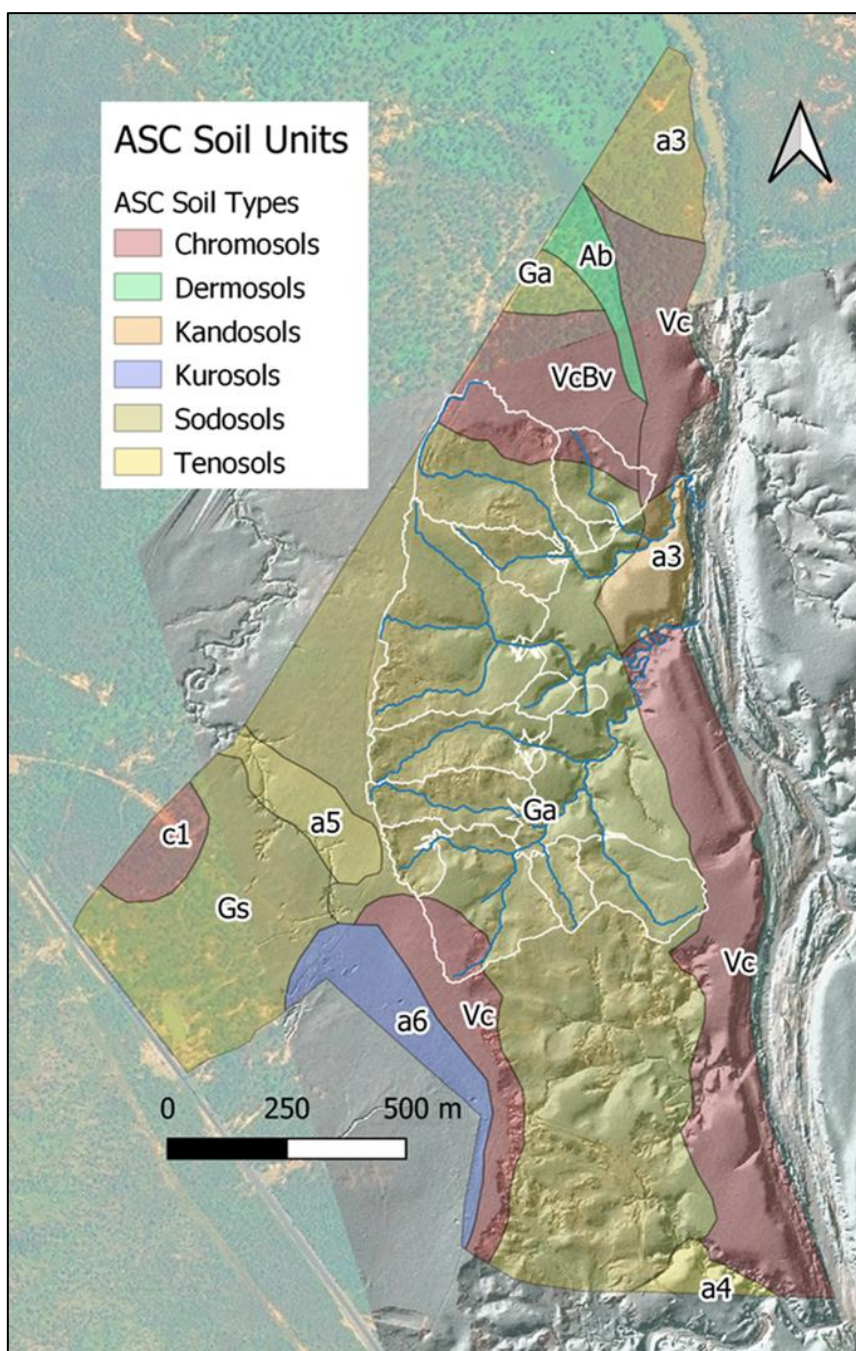 ASC Soil Units
ASC Soil Types
Chromosols
Dermosols
Kandosols
Kurosols
Sodosols
Tenosols
a3
Ab
Ga
Vc
VcBv
a3
c1
a5
Ga
Gs
Vc
a6
Vc
0 250 500 m
a4